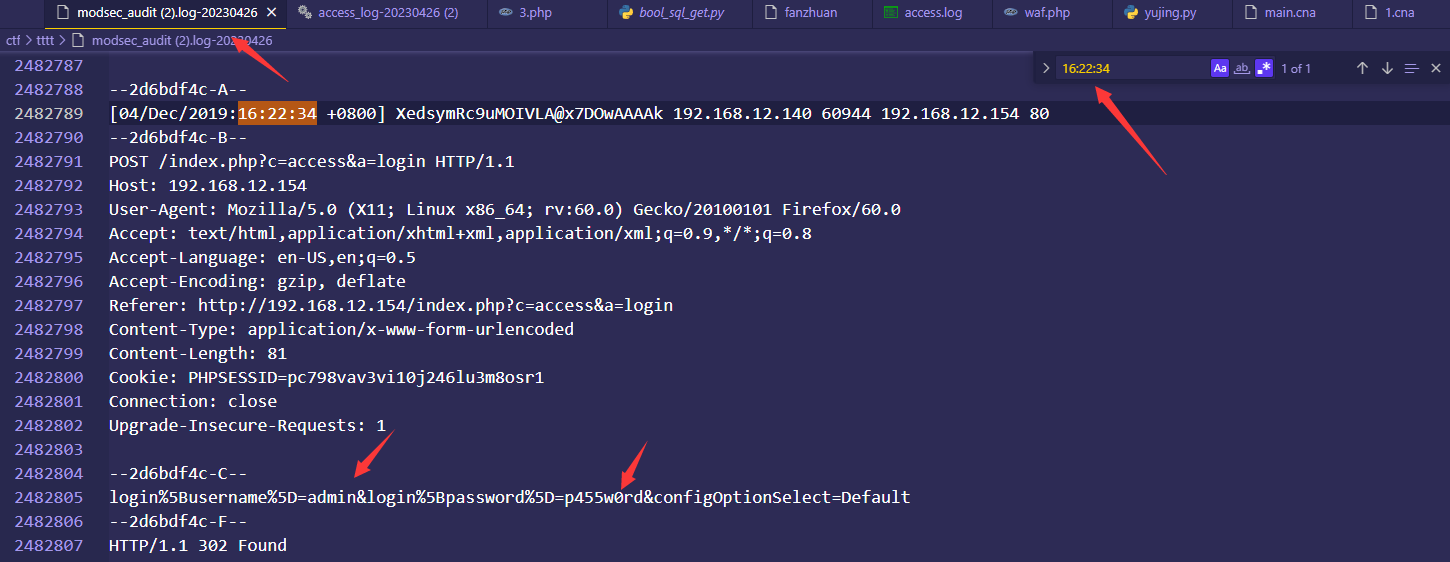 modsec_audit (2).log-20230426 × access_log-20230426 (2) 3.php bool_sql_get.py fanzhuan access.log waf.php yujing.py main.cna 1.cna
ctf > tttt > modsec_audit (2).log-20230426
16:22:34 Aa ab .* 1 of 1
2482787
2482788 --2d6bdf4c-A--
2482789 [04/Dec/2019:16:22:34 +0800] XedsymRc9uMOIVLA@x7DOwAAAAk 192.168.12.140 60944 192.168.12.154 80
2482790 --2d6bdf4c-B--
2482791 POST /index.php?c=access&a=login HTTP/1.1
2482792 Host: 192.168.12.154
2482793 User-Agent: Mozilla/5.0 (X11; Linux x86_64; rv:60.0) Gecko/20100101 Firefox/60.0
2482794 Accept: text/html,application/xhtml+xml,application/xml;q=0.9,*/*;q=0.8
2482795 Accept-Language: en-US,en;q=0.5
2482796 Accept-Encoding: gzip, deflate
2482797 Referer: http://192.168.12.154/index.php?c=access&a=login
2482798 Content-Type: application/x-www-form-urlencoded
2482799 Content-Length: 81
2482800 Cookie: PHPSESSID=pc798vav3vi10j246lu3m8osr1
2482801 Connection: close
2482802 Upgrade-Insecure-Requests: 1
2482803
2482804 --2d6bdf4c-C--
2482805 login%5Busername%5D=admin&login%5Bpassword%5D=p455w0rd&configOptionSelect=Default
2482806 --2d6bdf4c-F--
2482807 HTTP/1.1 302 Found